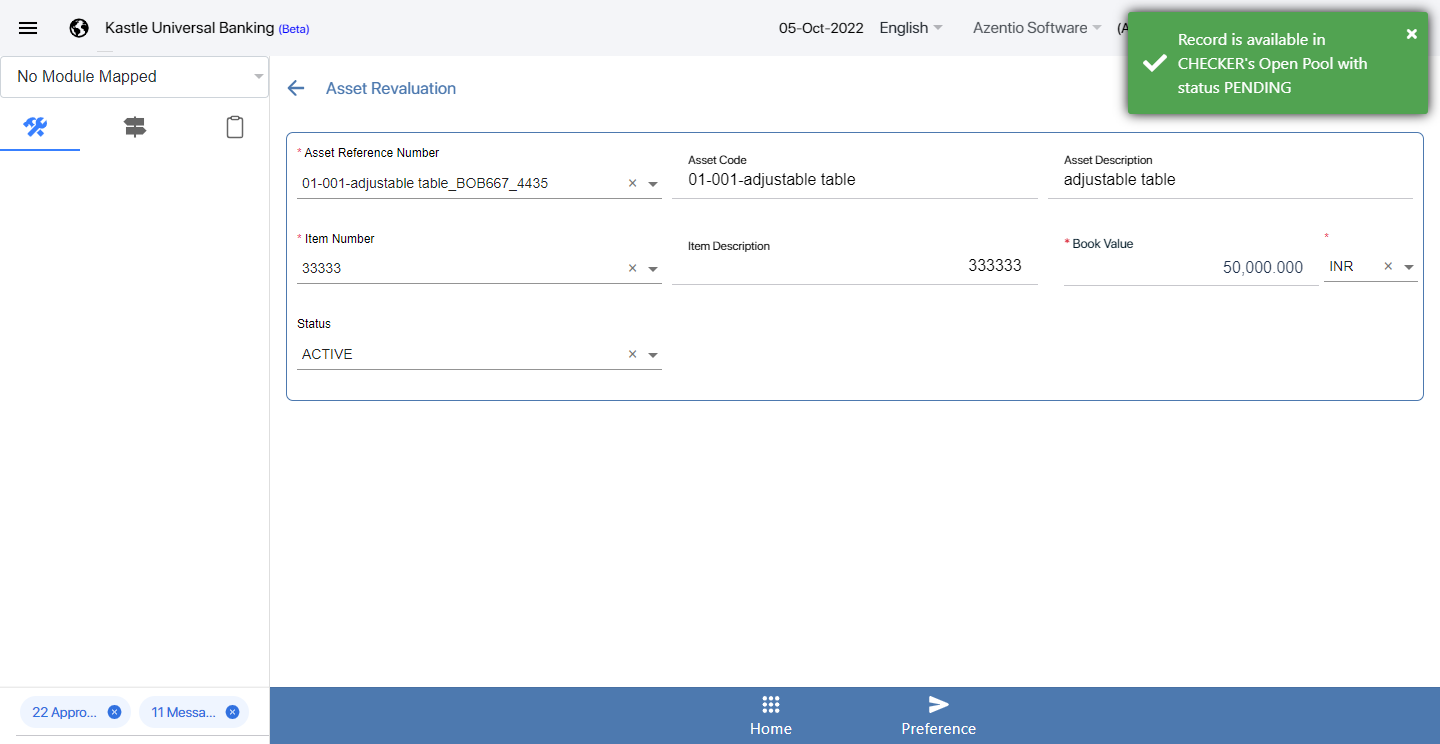 Kastle Universal Banking (Beta)
05-Oct-2022
English
Azentio Software
(A
Record is available in
CHECKER's Open Pool with
status PENDING
No Module Mapped
Asset Revaluation
* Asset Reference Number
01-001-adjustable table_BOB667_4435
Asset Code
01-001-adjustable table
Asset Description
adjustable table
* Item Number
33333
Item Description
333333
* Book Value
50,000.000
*
INR
Status
ACTIVE
22 Appro...
11 Messa...
Home
Preference